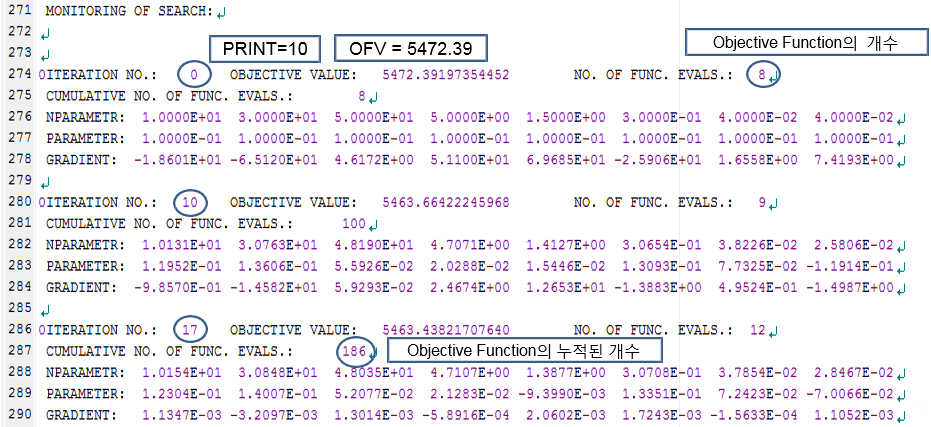 271 MONITORING OF SEARCH:
272
PRINT=10 OFV = 5472.39 Objective Function의 개수
273
274 0ITERATION NO.: 0 OBJECTIVE VALUE: 5472.39197354452 NO. OF FUNC. EVALS.: 8
275 CUMULATIVE NO. OF FUNC. EVALS.: 8
276 NPARAMETR: 1.0000E+01 3.0000E+01 5.0000E+01 5.0000E+00 1.5000E+00 3.0000E-01 4.0000E-02 4.0000E-02
277 PARAMETER: 1.0000E-01 1.0000E-01 1.0000E-01 1.0000E-01 1.0000E-01 1.0000E-01 1.0000E-01 1.0000E-01
278 GRADIENT: -1.8601E+01 -6.5120E+01 4.6172E+00 5.1100E+01 6.9685E+01 -2.5906E+01 1.6558E+00 7.4193E+00
279
280 0ITERATION NO.: 10 OBJECTIVE VALUE: 5463.66422245968 NO. OF FUNC. EVALS.: 9
281 CUMULATIVE NO. OF FUNC. EVALS.: 100
282 NPARAMETR: 1.0131E+01 3.0763E+01 4.8190E+01 4.7071E+00 1.4127E+00 3.0654E-01 3.8226E-02 2.5806E-02
283 PARAMETER: 1.1952E-01 1.3606E-01 5.5926E-02 2.0288E-02 1.5446E-02 1.3093E-01 7.7325E-02 -1.1914E-01
284 GRADIENT: -9.8570E-01 -1.4582E+01 5.9293E-02 2.4674E+00 1.2653E+01 -1.3883E+00 4.9524E-01 -1.4987E+00
285
286 0ITERATION NO.: 17 OBJECTIVE VALUE: 5463.43821707640 NO. OF FUNC. EVALS.: 12
287 CUMULATIVE NO. OF FUNC. EVALS.: 186 Objective Function의 누적된 개수
288 NPARAMETR: 1.0154E+01 3.0848E+01 4.8035E+01 4.7107E+00 1.3877E+00 3.0708E-01 3.7854E-02 2.8467E-02
289 PARAMETER: 1.2304E-01 1.4007E-01 5.2077E-02 2.1283E-02 -9.3990E-03 1.3351E-01 7.2423E-02 -7.0066E-02
290 GRADIENT: 1.1347E-03 -3.2097E-03 1.3014E-03 -5.8916E-04 2.0602E-03 1.7243E-03 -1.5633E-04 1.1052E-03